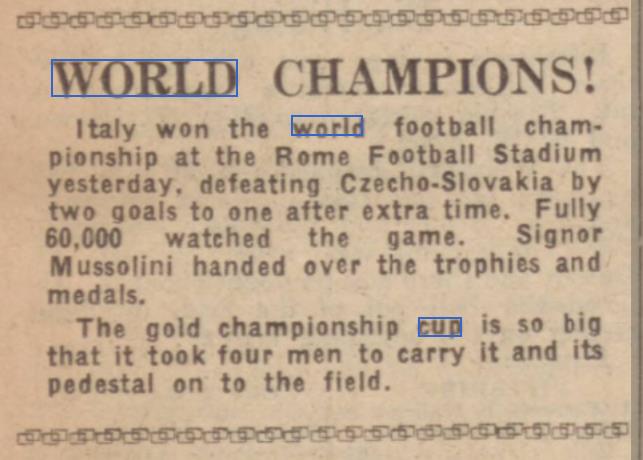 WORLD CHAMPIONS!
Italy won the world football cham-
pionship at the Rome Football Stadium
yesterday, defeating Czecho-Slovakia by
two goals to one after extra time. Fully
60,000 watched the game. Signor
Mussolini handed over the trophies and
medals.
The gold championship cup is so big
that it took four men to carry it and its
pedestal on to the field.